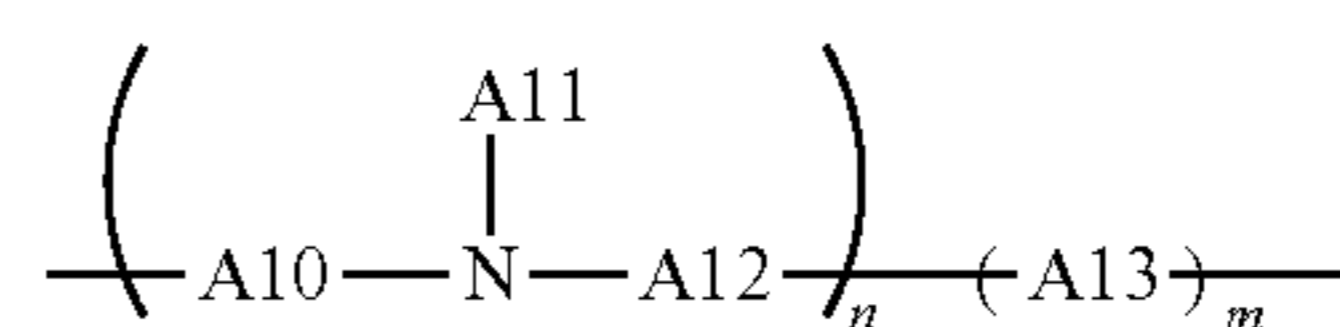 A11
( A10 — N — A12 )n ( A13 )m